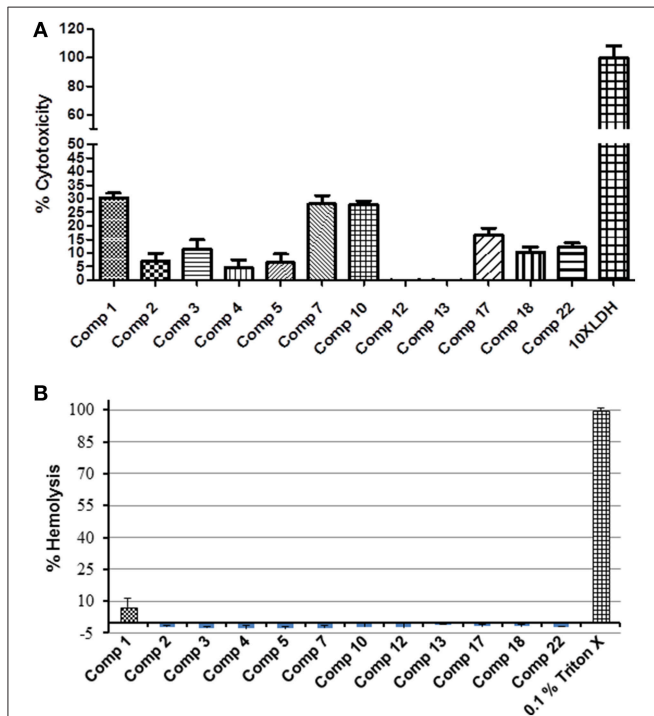 A
% Cytotoxicity
120
100
80
60
50
45
40
35
30
25
20
15
10
5
0
Comp 1
Comp 2
Comp 3
Comp 4
Comp 5
Comp 7
Comp 10
Comp 12
Comp 13
Comp 17
Comp 18
Comp 22
10XLDH
B
% Hemolysis
100
85
70
55
40
25
10
-5
Comp 1
Comp 2
Comp 3
Comp 4
Comp 5
Comp 7
Comp 10
Comp 12
Comp 13
Comp 17
Comp 18
Comp 22
0.1 % Triton X